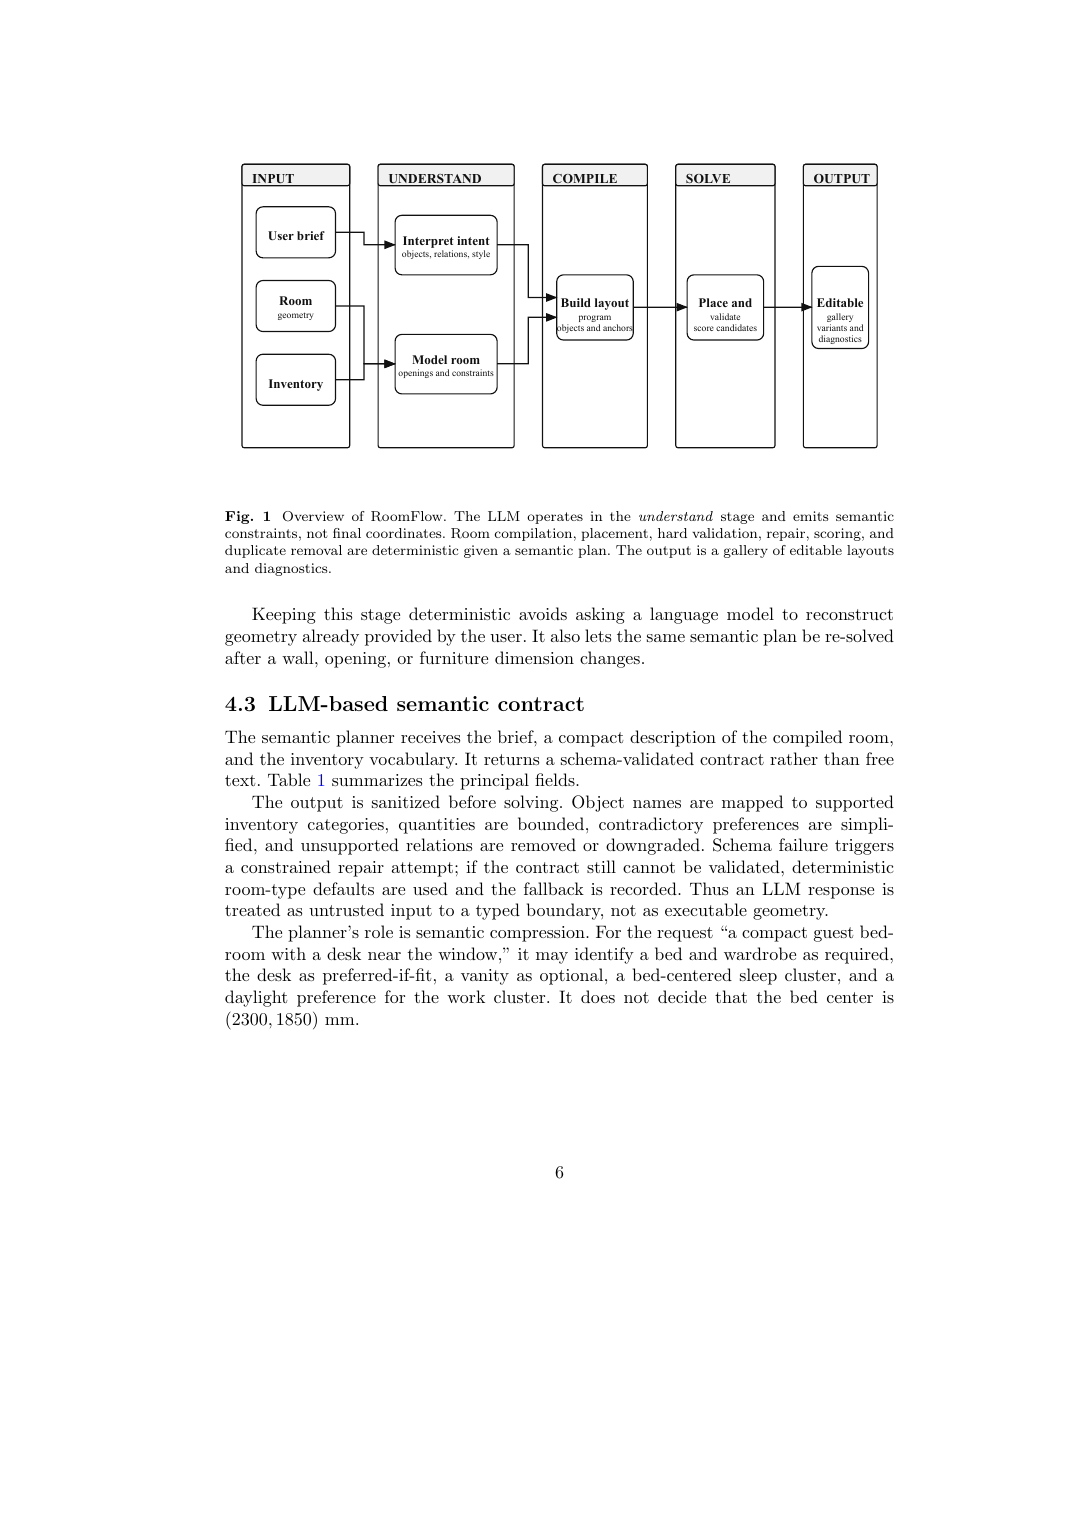 INPUT
UNDERSTAND
COMPILE
SOLVE
OUTPUT
User brief
Room
geometry
Inventory
Interpret intent
objects, relations, style
Model room
openings and constraints
Build layout
program
objects and anchors
Place and
validate
score candidates
Editable
gallery
variants and
diagnostics
Fig. 1 Overview of RoomFlow. The LLM operates in the understand stage and emits semantic
constraints, not final coordinates. Room compilation, placement, hard validation, repair, scoring, and
duplicate removal are deterministic given a semantic plan. The output is a gallery of editable layouts
and diagnostics.
Keeping this stage deterministic avoids asking a language model to reconstruct
geometry already provided by the user. It also lets the same semantic plan be re-solved
after a wall, opening, or furniture dimension changes.
4.3 LLM-based semantic contract
The semantic planner receives the brief, a compact description of the compiled room,
and the inventory vocabulary. It returns a schema-validated contract rather than free
text. Table 1 summarizes the principal fields.
The output is sanitized before solving. Object names are mapped to supported
inventory categories, quantities are bounded, contradictory preferences are simpli-
fied, and unsupported relations are removed or downgraded. Schema failure triggers
a constrained repair attempt; if the contract still cannot be validated, deterministic
room-type defaults are used and the fallback is recorded. Thus an LLM response is
treated as untrusted input to a typed boundary, not as executable geometry.
The planner's role is semantic compression. For the request “a compact guest bed-
room with a desk near the window,” it may identify a bed and wardrobe as required,
the desk as preferred-if-fit, a vanity as optional, a bed-centered sleep cluster, and a
daylight preference for the work cluster. It does not decide that the bed center is
(2300, 1850) mm.
6